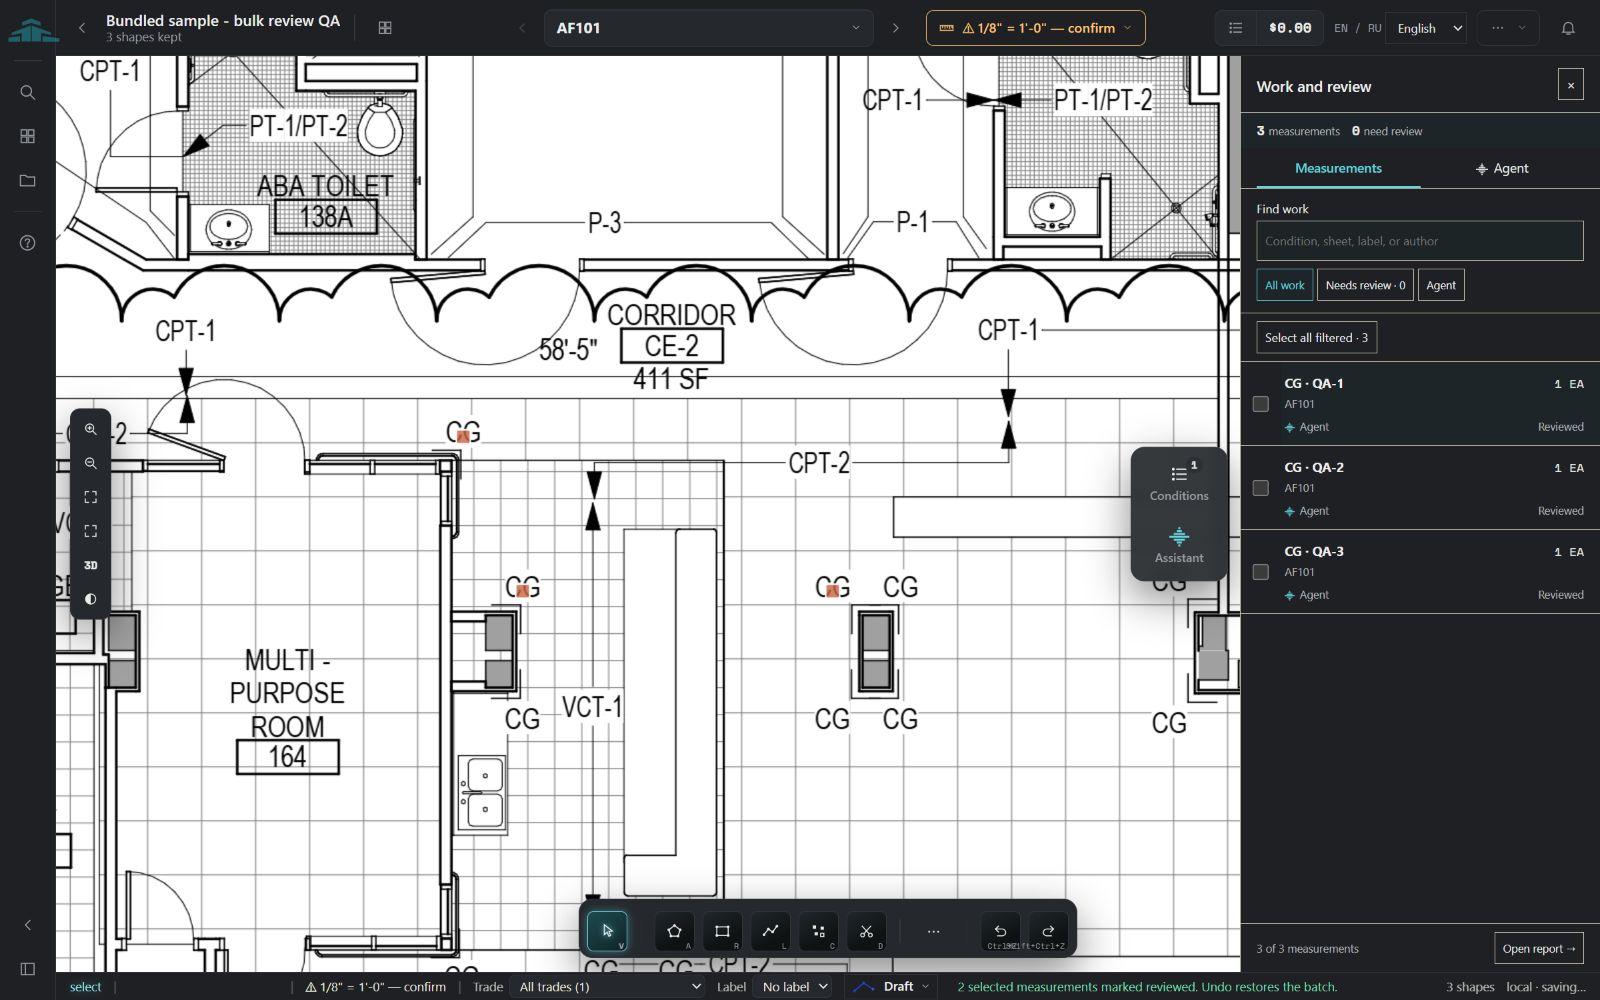 Bundled sample - bulk review QA
3 shapes kept
AF101
⚠ 1/8" = 1'-0" — confirm
$0.00
EN / RU
English
CPT-1
PT-1/PT-2
ABA TOILET
138A
P-3
CPT-1
PT-1/PT-2
P-1
CORRIDOR
58'-5"
CE-2
411 SF
CPT-1
CPT-1
CG
CPT-2
CG
CG
CG
CG
3D
MULTI -
PURPOSE
ROOM
164
VCT-1
CG
CG
CG
CG
CG
CG
CPT-2
1
Conditions
Assistant
V
A
R
L
C
D
Work and review
×
3 measurements
0 need review
Measurements
Agent
Find work
Condition, sheet, label, or author
All work
Needs review · 0
Agent
Select all filtered · 3
CG · QA-1
1 EA
AF101
Agent
Reviewed
CG · QA-2
1 EA
AF101
Agent
Reviewed
CG · QA-3
1 EA
AF101
Agent
Reviewed
3 of 3 measurements
Open report →
select
⚠ 1/8" = 1'-0" — confirm
Trade
All trades (1)
Label
No label
Draft
2 selected measurements marked reviewed. Undo restores the batch.
3 shapes
local · saving...